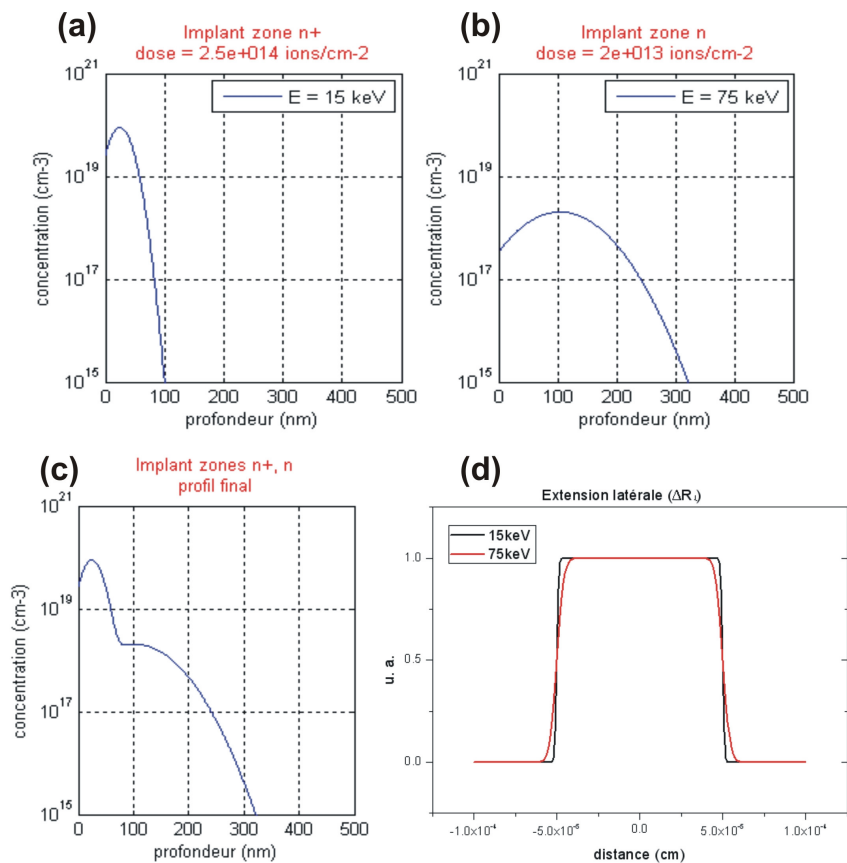 (a)
Implant zone n+
dose = 2.5e+014 ions/cm-2
10^21
10^19
10^17
10^15
concentration (cm-3)
E = 15 keV
0 100 200 300 400 500
profondeur (nm)
(b)
Implant zone n
dose = 2e+013 ions/cm-2
10^21
10^19
10^17
10^15
concentration (cm-3)
E = 75 keV
0 100 200 300 400 500
profondeur (nm)
(c)
Implant zones n+, n
profil final
10^21
10^19
10^17
10^15
concentration (cm-3)
0 100 200 300 400 500
profondeur (nm)
(d)
Extension latérale (ΔR⊥)
15keV
75keV
1.0
0.5
0.0
u. a.
-1.0x10^-4 -5.0x10^-5 0.0 5.0x10^-5 1.0x10^-4
distance (cm)